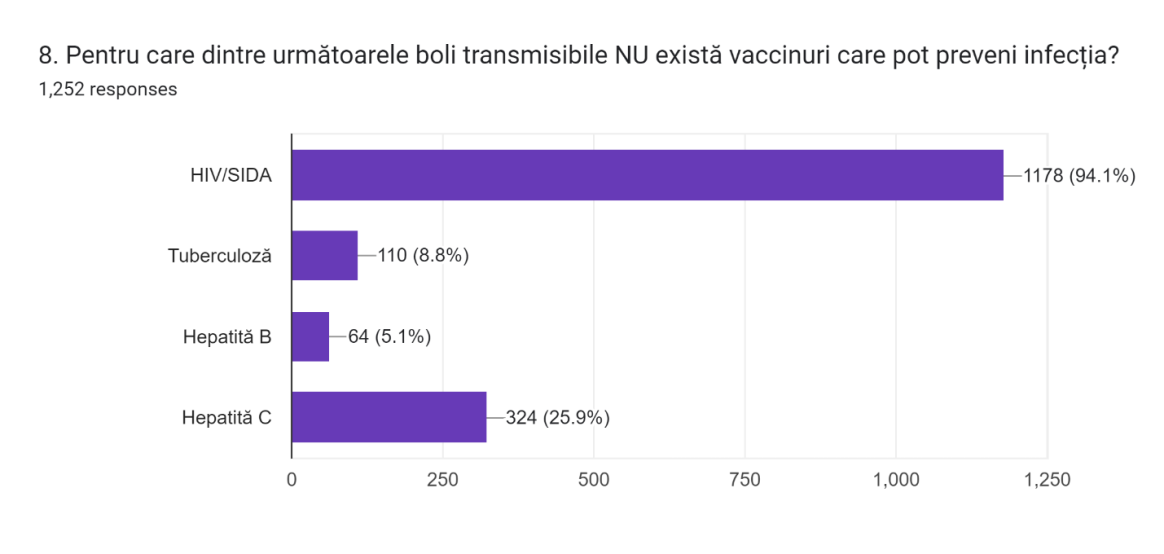 8. Pentru care dintre următoarele boli transmisibile NU există vaccinuri care pot preveni infecția?
1,252 responses
HIV/SIDA
1178 (94.1%)
Tuberculoză
110 (8.8%)
Hepatită B
64 (5.1%)
Hepatită C
324 (25.9%)
0 250 500 750 1,000 1,250